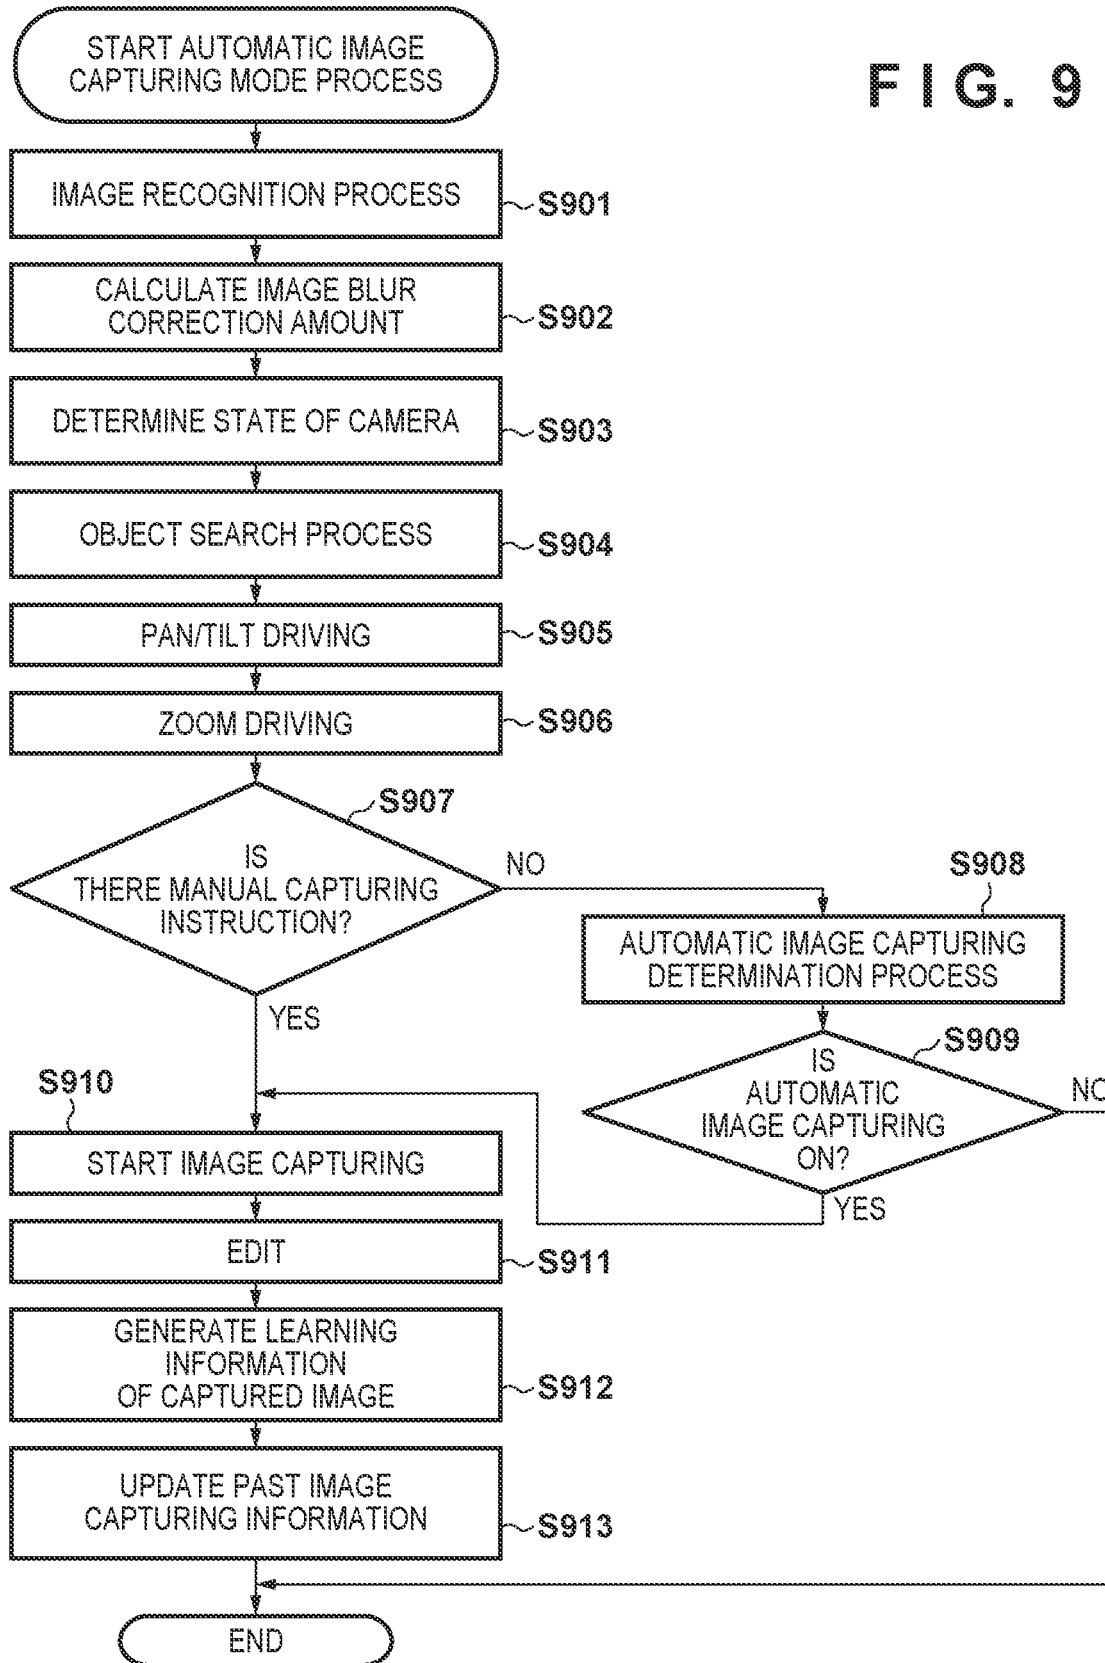 START AUTOMATIC IMAGE
CAPTURING MODE PROCESS
FIG. 9
IMAGE RECOGNITION PROCESS
S901
CALCULATE IMAGE BLUR
CORRECTION AMOUNT
S902
DETERMINE STATE OF CAMERA
S903
OBJECT SEARCH PROCESS
S904
PAN/TILT DRIVING
S905
ZOOM DRIVING
S906
S907
IS
THERE MANUAL CAPTURING
INSTRUCTION?
NO
YES
S908
AUTOMATIC IMAGE CAPTURING
DETERMINATION PROCESS
S909
IS
AUTOMATIC
IMAGE CAPTURING
ON?
NO
YES
S910
START IMAGE CAPTURING
EDIT
S911
GENERATE LEARNING
INFORMATION
OF CAPTURED IMAGE
S912
UPDATE PAST IMAGE
CAPTURING INFORMATION
S913
END